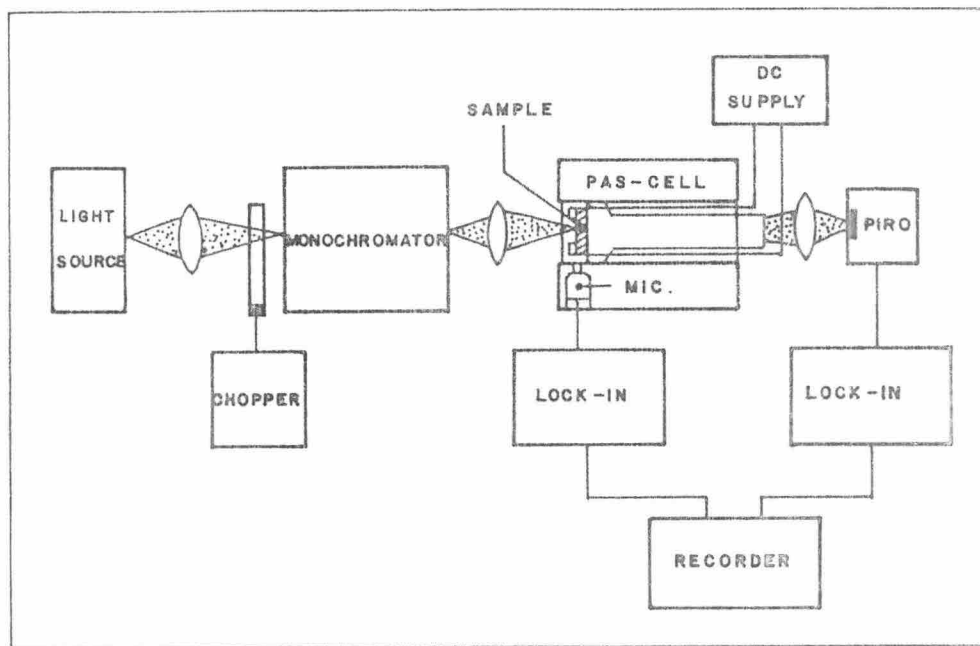 DC
SUPPLY
SAMPLE
PAS-CELL
LIGHT
SOURCE
MONOCHROMATOR
PIRO
MIC.
CHOPPER
LOCK-IN
LOCK-IN
RECORDER